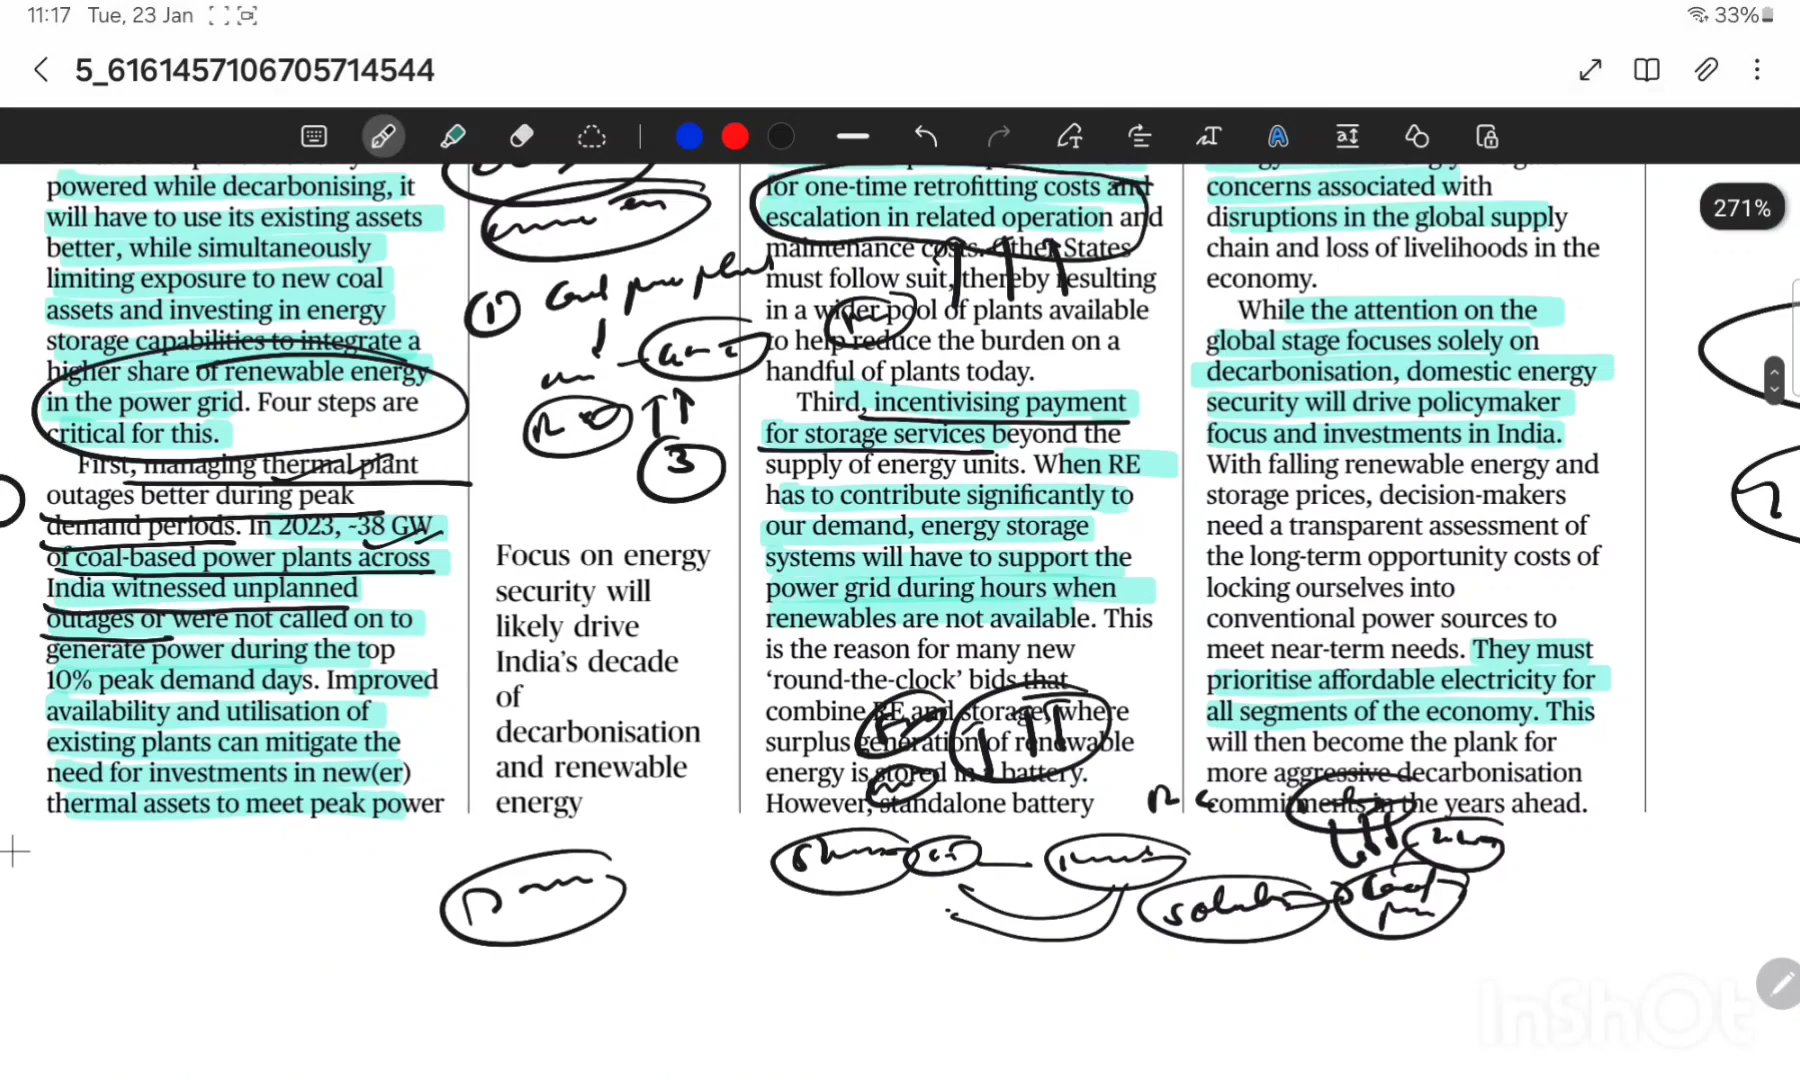 11:17 Tue, 23 Jan
33%
5_6161457106705714544
271%
powered while decarbonising, it
will have to use its existing assets
better, while simultaneously
limiting exposure to new coal
assets and investing in energy
storage capabilities to integrate a
higher share of renewable energy
in the power grid. Four steps are
critical for this.
First, managing thermal plant
outages better during peak
demand periods. In 2023, ~38 GW
of coal-based power plants across
India witnessed unplanned
outages or were not called on to
generate power during the top
10% peak demand days. Improved
availability and utilisation of
existing plants can mitigate the
need for investments in new(er)
thermal assets to meet peak power
1
3
Focus on energy
security will
likely drive
India's decade
of
decarbonisation
and renewable
energy
for one-time retrofitting costs and
escalation in related operation and
maintenance costs. Other States
must follow suit, thereby resulting
in a wider pool of plants available
to help reduce the burden on a
handful of plants today.
Third, incentivising payment
for storage services beyond the
supply of energy units. When RE
has to contribute significantly to
our demand, energy storage
systems will have to support the
power grid during hours when
renewables are not available. This
is the reason for many new
'round-the-clock' bids that
combine RE and storage, where
surplus generation of renewable
energy is stored in a battery.
However, standalone battery
concerns associated with
disruptions in the global supply
chain and loss of livelihoods in the
economy.
While the attention on the
global stage focuses solely on
decarbonisation, domestic energy
security will drive policymaker
focus and investments in India.
With falling renewable energy and
storage prices, decision-makers
need a transparent assessment of
the long-term opportunity costs of
locking ourselves into
conventional power sources to
meet near-term needs. They must
prioritise affordable electricity for
all segments of the economy. This
will then become the plank for
more aggressive decarbonisation
commitments in the years ahead.
InShOt